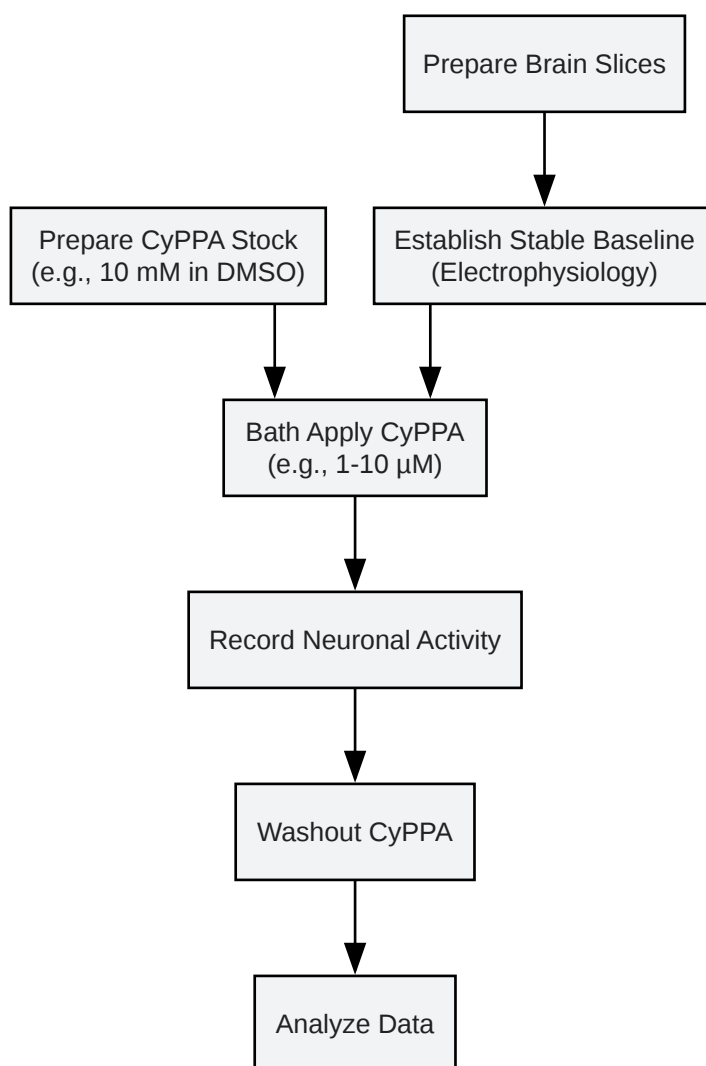 Prepare Brain Slices
Prepare CyPPA Stock
(e.g., 10 mM in DMSO)
Establish Stable Baseline
(Electrophysiology)
Bath Apply CyPPA
(e.g., 1-10 µM)
Record Neuronal Activity
Washout CyPPA
Analyze Data